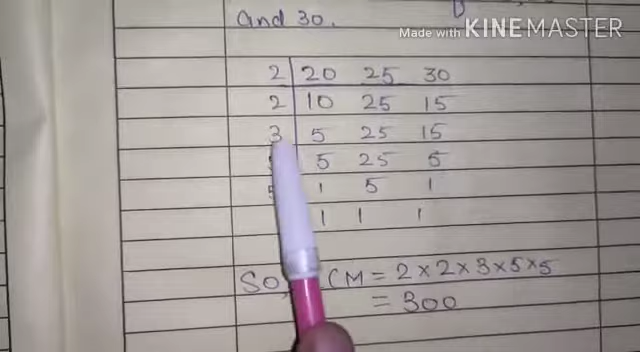 and 30.
Made with KINEMASTER
2 20 25 30
2 10 25 15
3 5 25 15
5 25 5
5 1 5 1
1 1 1
SO, CM = 2×2×3×5×5
= 300